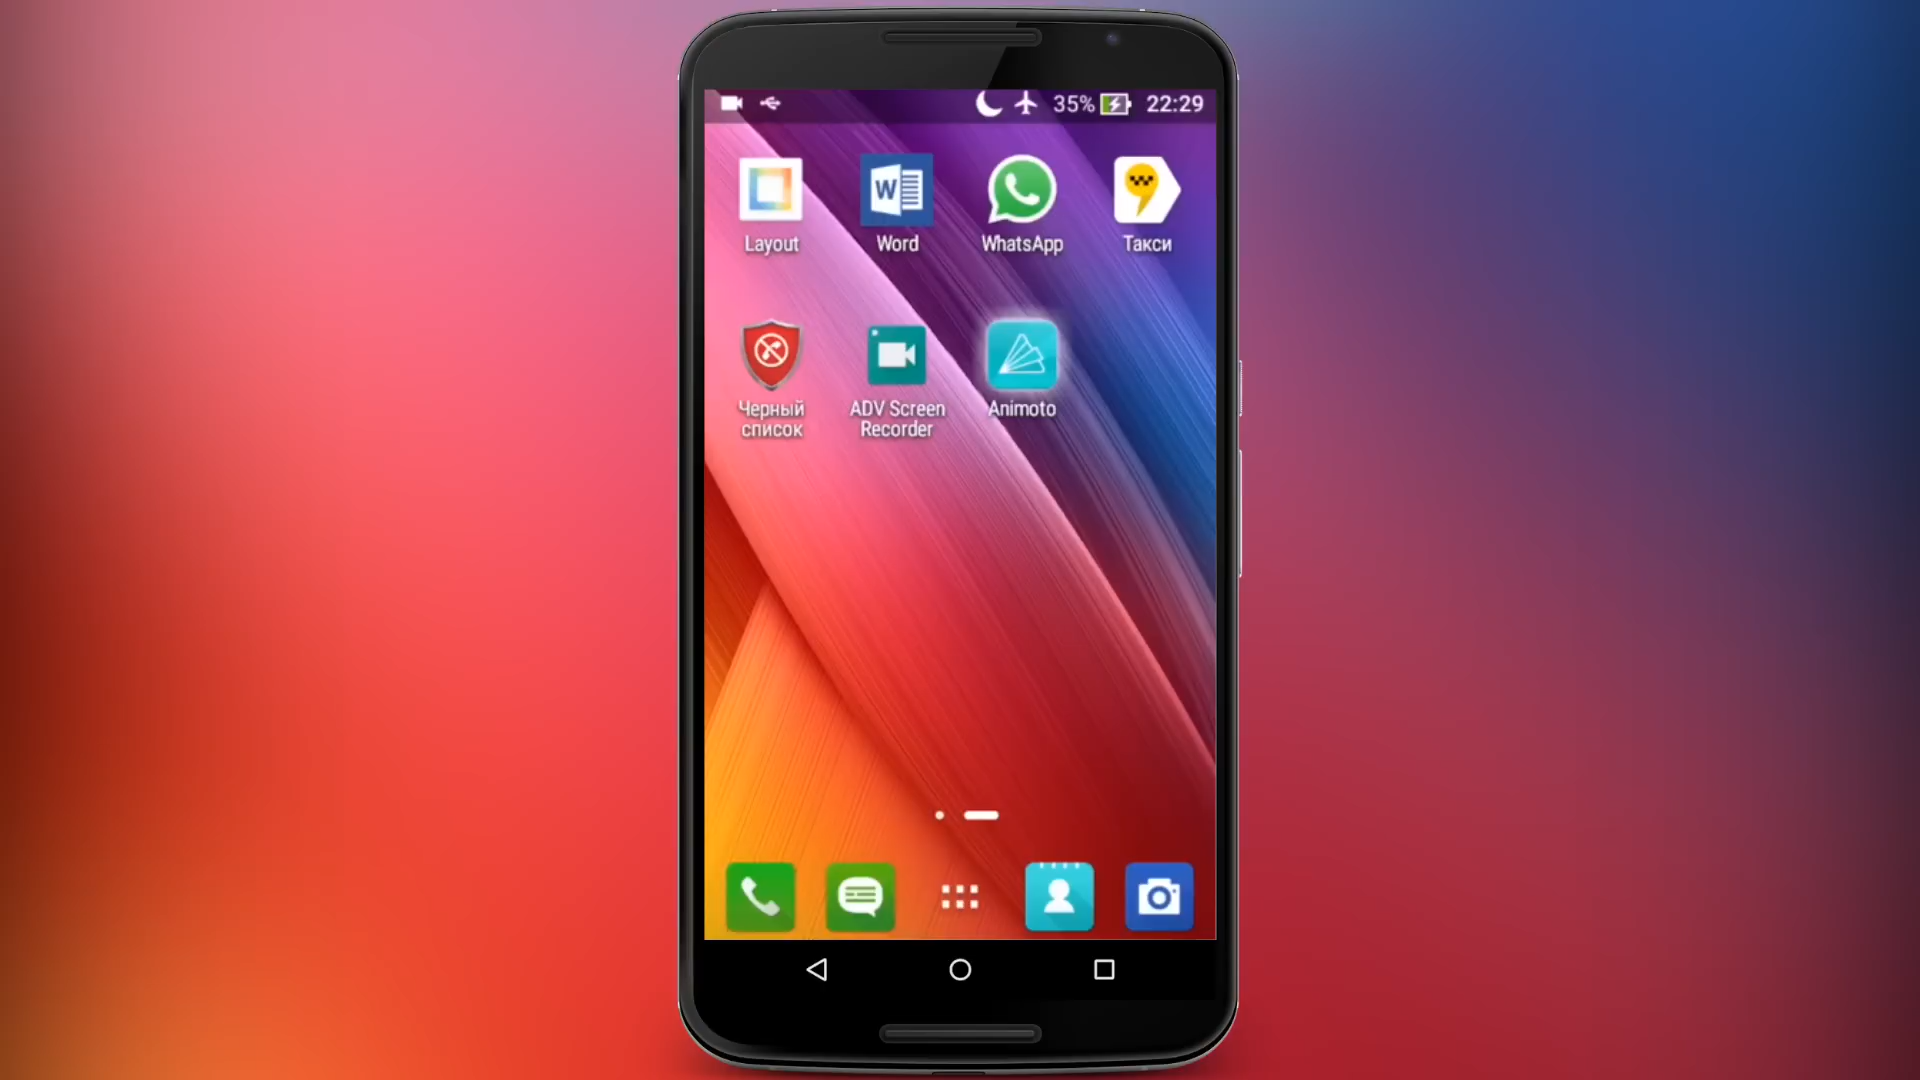 35% 22:29
Layout
Word
WhatsApp
Такси
Черный
список
ADV Screen
Recorder
Animoto